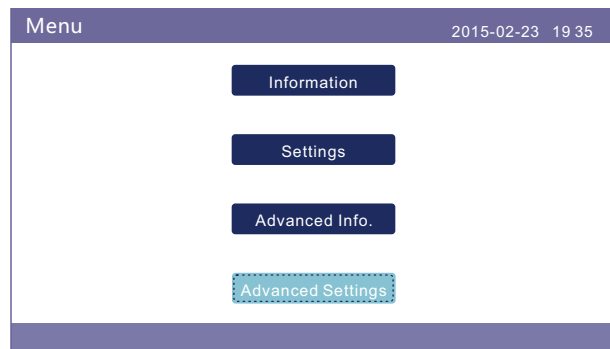 Menu
2015-02-23 19 35
Information
Settings
Advanced Info.
Advanced Settings